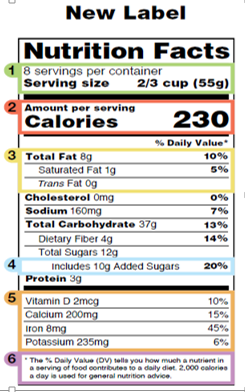 New Label
Nutrition Facts
1 8 servings per container
Serving size 2/3 cup (55g)
2 Amount per serving
Calories 230
% Daily Value*
3 Total Fat 8g 10%
Saturated Fat 1g 5%
Trans Fat 0g
Cholesterol 0mg 0%
Sodium 160mg 7%
Total Carbohydrate 37g 13%
Dietary Fiber 4g 14%
Total Sugars 12g
4 Includes 10g Added Sugars 20%
Protein 3g
5 Vitamin D 2mcg 10%
Calcium 200mg 15%
Iron 8mg 45%
Potassium 235mg 6%
6 * The % Daily Value (DV) tells you how much a nutrient in
a serving of food contributes to a daily diet. 2,000 calories
a day is used for general nutrition advice.